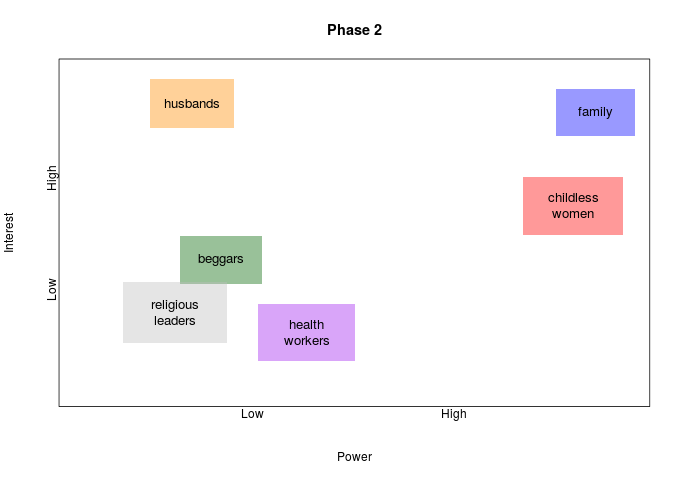 Phase 2
husbands
family
High
childless
women
Interest
beggars
Low
religious
leaders
health
workers
Low
High
Power